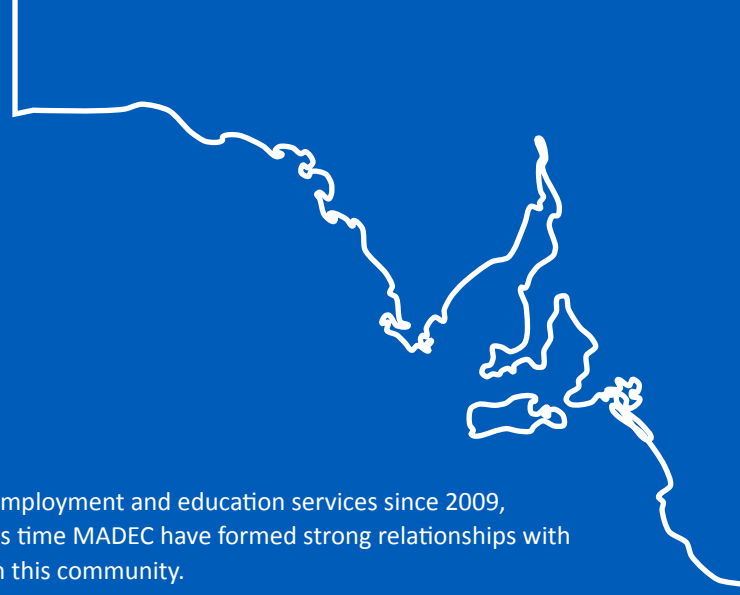 mployment and education services since 2009,
s time MADEC have formed strong relationships with
n this community.